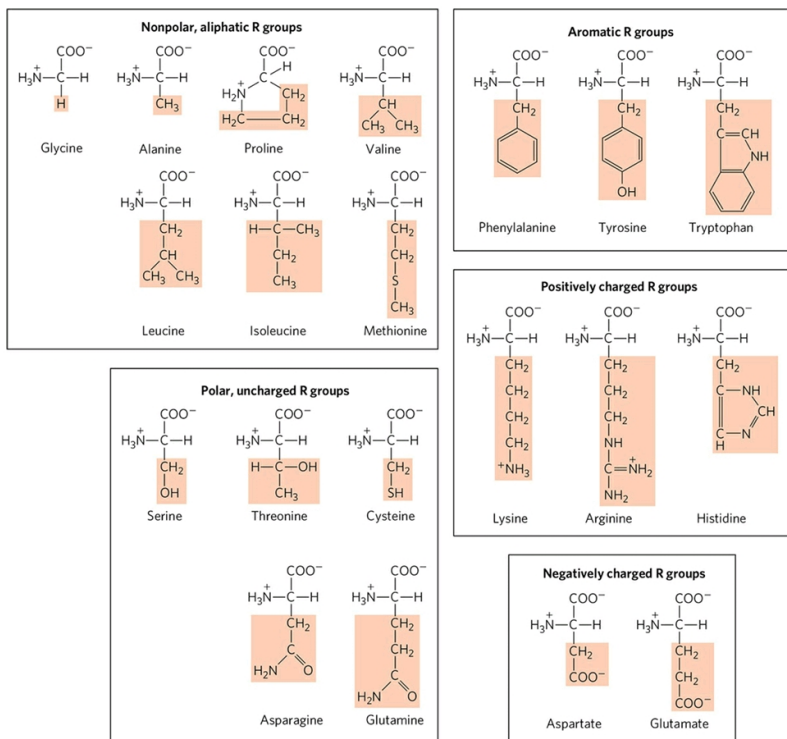 Nonpolar, aliphatic R groups
COO⁻ COO⁻ COO⁻ COO⁻
H₃N⁺—C—H H₃N⁺—C—H C H H₃N⁺—C—H
H CH₃ H₂N⁺ CH₂ CH
H₂C CH₂ CH₃ CH₃
Glycine Alanine Proline Valine
COO⁻ COO⁻ COO⁻
H₃N⁺—C—H H₃N⁺—C—H H₃N⁺—C—H
CH₂ H—C—CH₃ CH₂
CH CH₂ CH₂
CH₃ CH₃ CH₃ S
CH₃
Leucine Isoleucine Methionine
Aromatic R groups
COO⁻ COO⁻ COO⁻
H₃N⁺—C—H H₃N⁺—C—H H₃N⁺—C—H
CH₂ CH₂ CH₂
C=CH
NH
OH
Phenylalanine Tyrosine Tryptophan
Positively charged R groups
COO⁻ COO⁻ COO⁻
H₃N⁺—C—H H₃N⁺—C—H H₃N⁺—C—H
CH₂ CH₂ CH₂
CH₂ CH₂ C—NH
CH₂ CH₂ CH
CH₂ NH C—N
⁺NH₃ C=N⁺H₂ H
NH₂
Lysine Arginine Histidine
Polar, uncharged R groups
COO⁻ COO⁻ COO⁻
H₃N⁺—C—H H₃N⁺—C—H H₃N⁺—C—H
CH₂ H—C—OH CH₂
OH CH₃ SH
Serine Threonine Cysteine
COO⁻ COO⁻
H₃N⁺—C—H H₃N⁺—C—H
CH₂ CH₂
C CH₂
H₂N O C
H₂N O
Asparagine Glutamine
Negatively charged R groups
COO⁻ COO⁻
H₃N⁺—C—H H₃N⁺—C—H
CH₂ CH₂
COO⁻ CH₂
COO⁻
Aspartate Glutamate